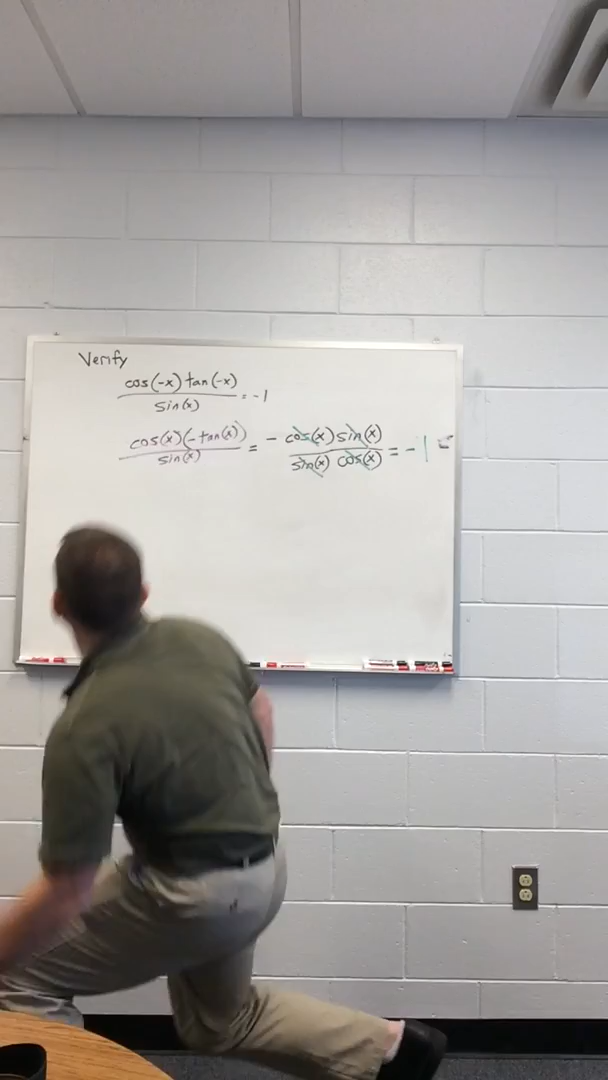 Verify
cos(-x) tan(-x) / sin(x) = -1
cos(x)(-tan(x)) / sin(x) = - cos(x) sin(x) / sin(x) cos(x) = -1 =